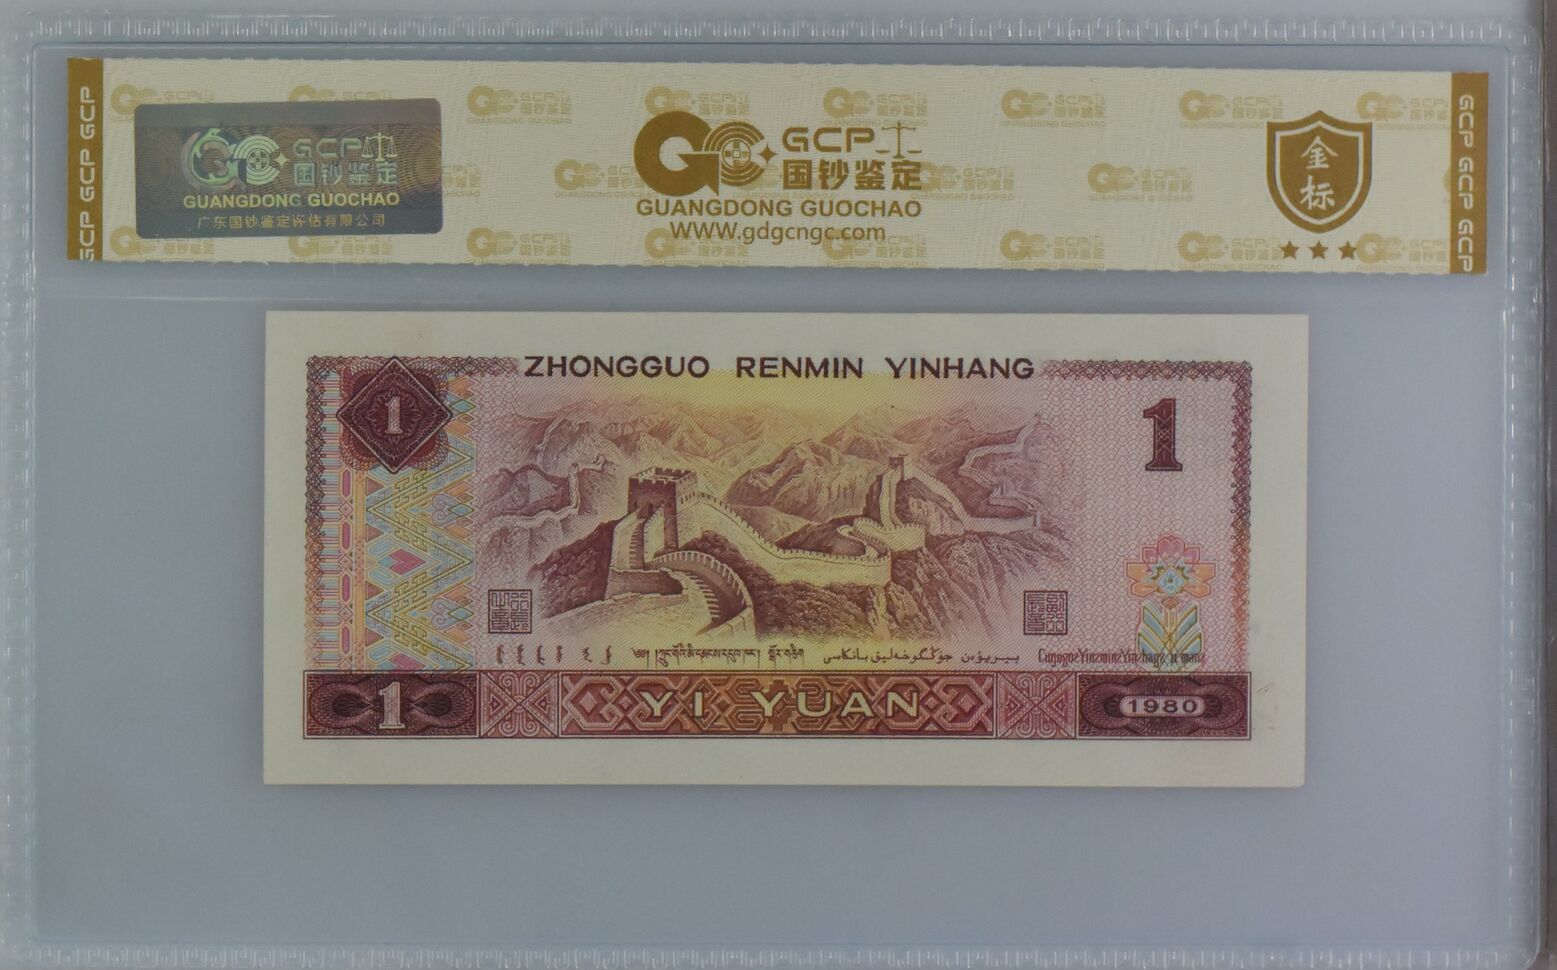 GCP
国钞鉴定
GUANGDONG GUOCHAO
广东国钞鉴定评估有限公司
GCP
国钞鉴定
GUANGDONG GUOCHAO
WWW.gdgcngc.com
金标
GCP GCP GCP
GCP GCP GCP
ZHONGGUO RENMIN YINHANG
1
1
1
YI YUAN
1980